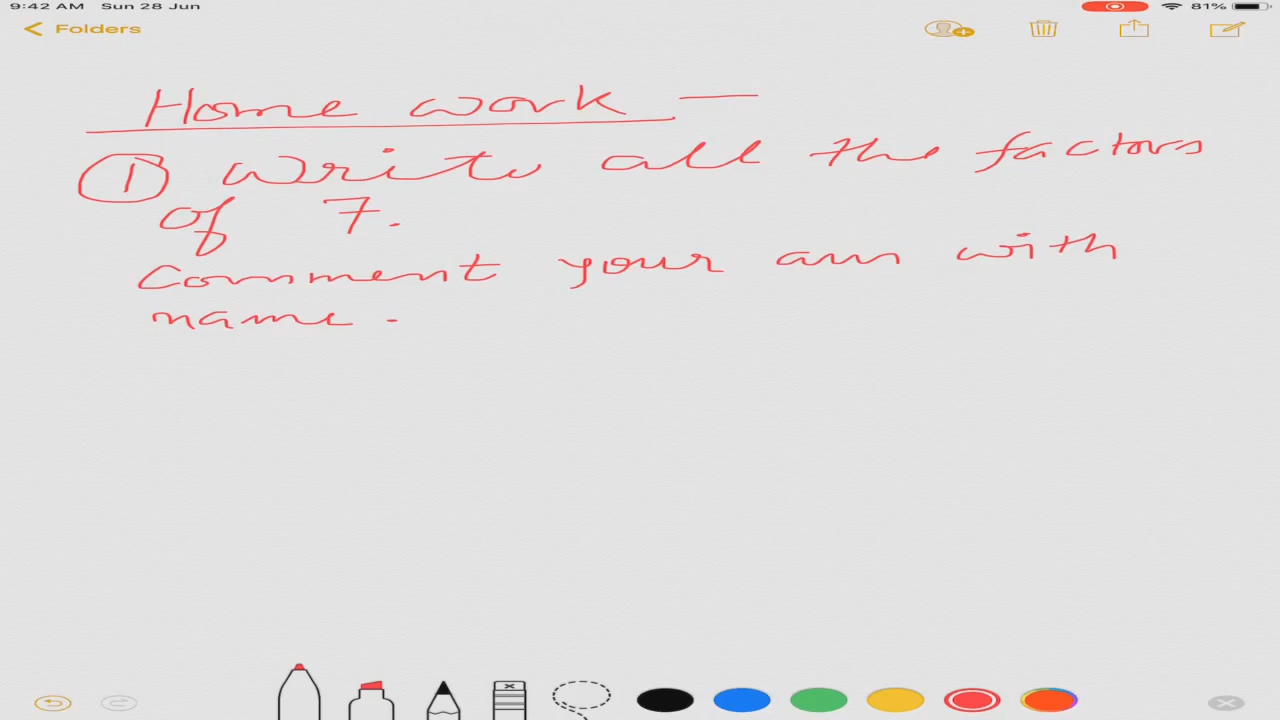 9:42 AM Sun 28 Jun 81%
Folders
Home work —
① Write all the factors
of 7.
Comment your ans with
name.